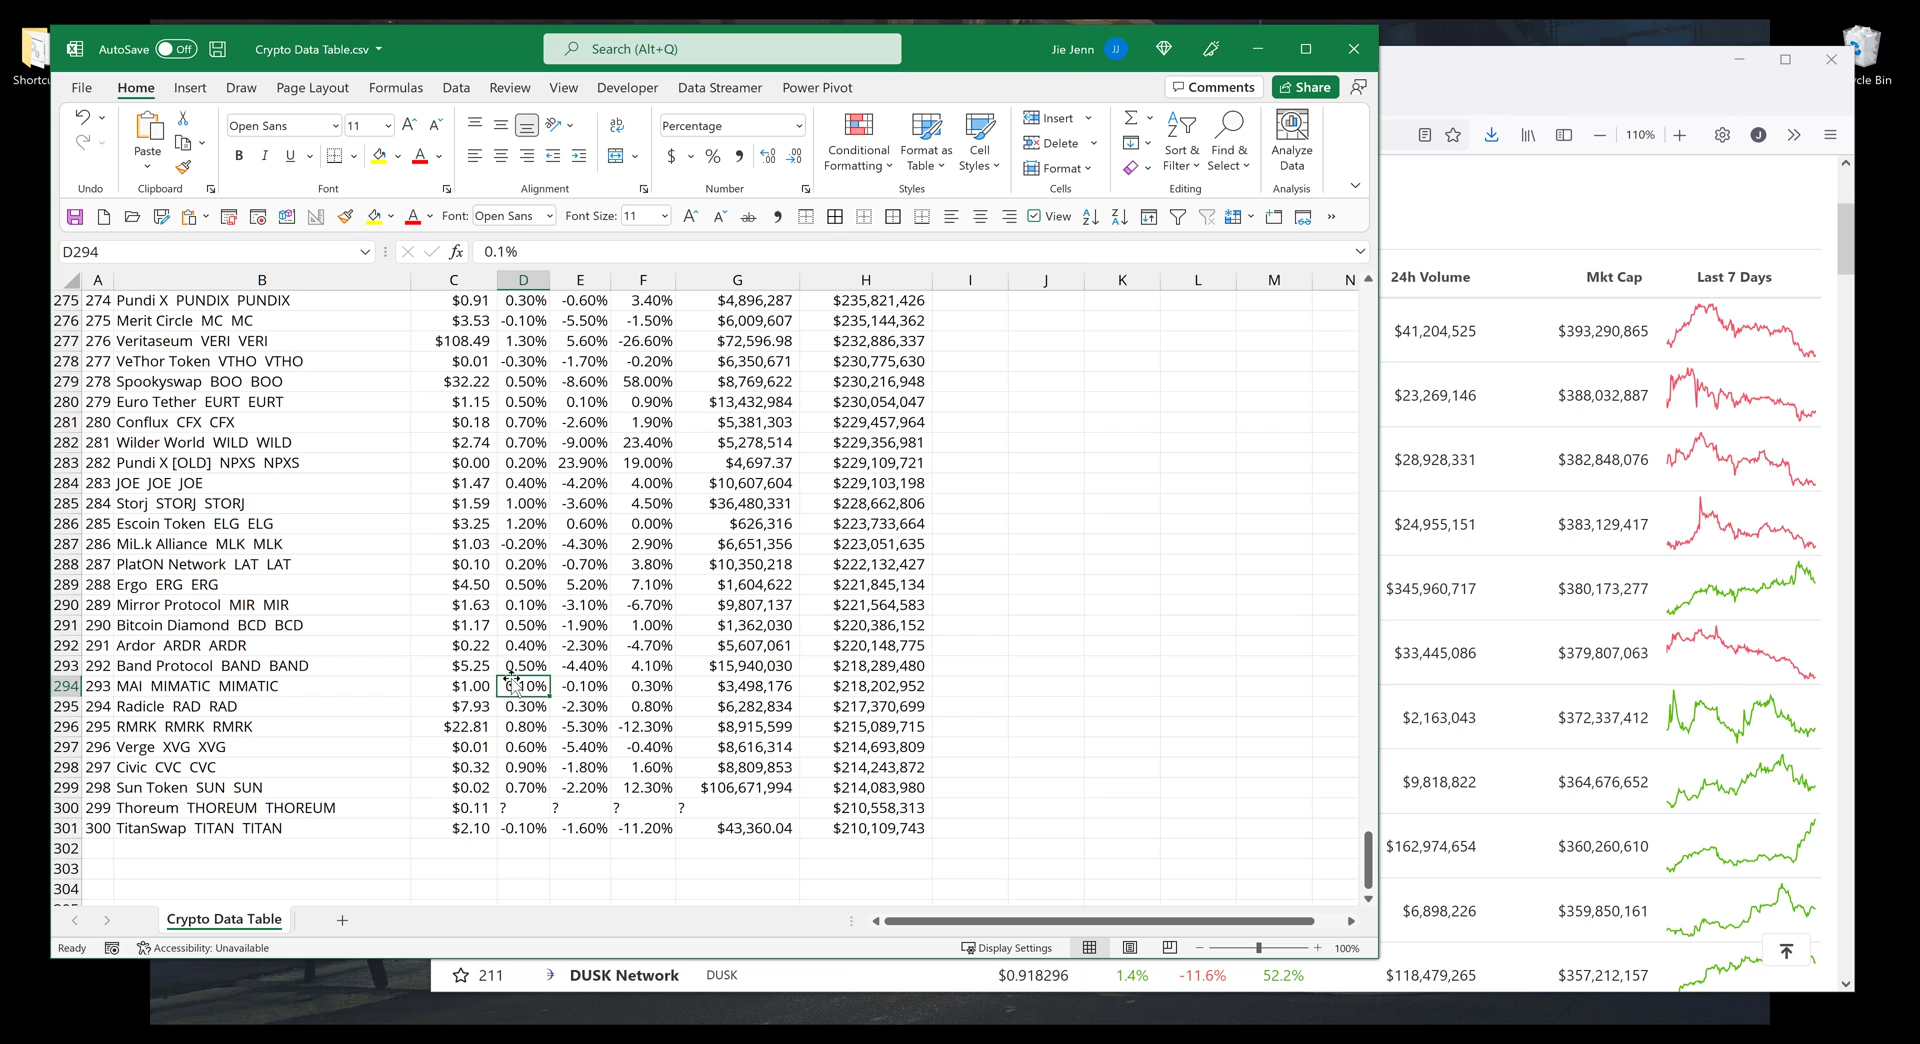 Shortcu
AutoSave Off Crypto Data Table.csv Search (Alt+Q) Jie Jenn JJ
cle Bin
File Home Insert Draw Page Layout Formulas Data Review View Developer Data Streamer Power Pivot Comments Share
Paste Open Sans 11 Percentage Conditional Formatting Format as Table Cell Styles Insert Delete Format Sort & Filter Find & Select Analyze Data
Undo Clipboard Font Alignment Number Styles Cells Editing Analysis
Font: Open Sans Font Size: 11 View
D294 fx 0.1%
A B C D E F G H I J K L M N
275 274 Pundi X PUNDIX PUNDIX $0.91 0.30% -0.60% 3.40% $4,896,287 $235,821,426
276 275 Merit Circle MC MC $3.53 -0.10% -5.50% -1.50% $6,009,607 $235,144,362
277 276 Veritaseum VERI VERI $108.49 1.30% 5.60% -26.60% $72,596.98 $232,886,337
278 277 VeThor Token VTHO VTHO $0.01 -0.30% -1.70% -0.20% $6,350,671 $230,775,630
279 278 Spookyswap BOO BOO $32.22 0.50% -8.60% 58.00% $8,769,622 $230,216,948
280 279 Euro Tether EURT EURT $1.15 0.50% 0.10% 0.90% $13,432,984 $230,054,047
281 280 Conflux CFX CFX $0.18 0.70% -2.60% 1.90% $5,381,303 $229,457,964
282 281 Wilder World WILD WILD $2.74 0.70% -9.00% 23.40% $5,278,514 $229,356,981
283 282 Pundi X [OLD] NPXS NPXS $0.00 0.20% 23.90% 19.00% $4,697.37 $229,109,721
284 283 JOE JOE JOE $1.47 0.40% -4.20% 4.00% $10,607,604 $229,103,198
285 284 Storj STORJ STORJ $1.59 1.00% -3.60% 4.50% $36,480,331 $228,662,806
286 285 Escoin Token ELG ELG $3.25 1.20% 0.60% 0.00% $626,316 $223,733,664
287 286 MiL.k Alliance MLK MLK $1.03 -0.20% -4.30% 2.90% $6,651,356 $223,051,635
288 287 PlatON Network LAT LAT $0.10 0.20% -0.70% 3.80% $10,350,218 $222,132,427
289 288 Ergo ERG ERG $4.50 0.50% 5.20% 7.10% $1,604,622 $221,845,134
290 289 Mirror Protocol MIR MIR $1.63 0.10% -3.10% -6.70% $9,807,137 $221,564,583
291 290 Bitcoin Diamond BCD BCD $1.17 0.50% -1.90% 1.00% $1,362,030 $220,386,152
292 291 Ardor ARDR ARDR $0.22 0.40% -2.30% -4.70% $5,607,061 $220,148,775
293 292 Band Protocol BAND BAND $5.25 0.50% -4.40% 4.10% $15,940,030 $218,289,480
294 293 MAI MIMATIC MIMATIC $1.00 0.10% -0.10% 0.30% $3,498,176 $218,202,952
295 294 Radicle RAD RAD $7.93 0.30% -2.30% 0.80% $6,282,834 $217,370,699
296 295 RMRK RMRK RMRK $22.81 0.80% -5.30% -12.30% $8,915,599 $215,089,715
297 296 Verge XVG XVG $0.01 0.60% -5.40% -0.40% $8,616,314 $214,693,809
298 297 Civic CVC CVC $0.32 0.90% -1.80% 1.60% $8,809,853 $214,243,872
299 298 Sun Token SUN SUN $0.02 0.70% -2.20% 12.30% $106,671,994 $214,083,980
300 299 Thoreum THOREUM THOREUM $0.11 ? ? ? ? $210,558,313
301 300 TitanSwap TITAN TITAN $2.10 -0.10% -1.60% -11.20% $43,360.04 $210,109,743
302
303
304
Crypto Data Table
Ready Accessibility: Unavailable Display Settings 100%
110% J
24h Volume Mkt Cap Last 7 Days
$41,204,525 $393,290,865
$23,269,146 $388,032,887
$28,928,331 $382,848,076
$24,955,151 $383,129,417
$345,960,717 $380,173,277
$33,445,086 $379,807,063
$2,163,043 $372,337,412
$9,818,822 $364,676,652
$162,974,654 $360,260,610
$6,898,226 $359,850,161
211 DUSK Network DUSK $0.918296 1.4% -11.6% 52.2% $118,479,265 $357,212,157